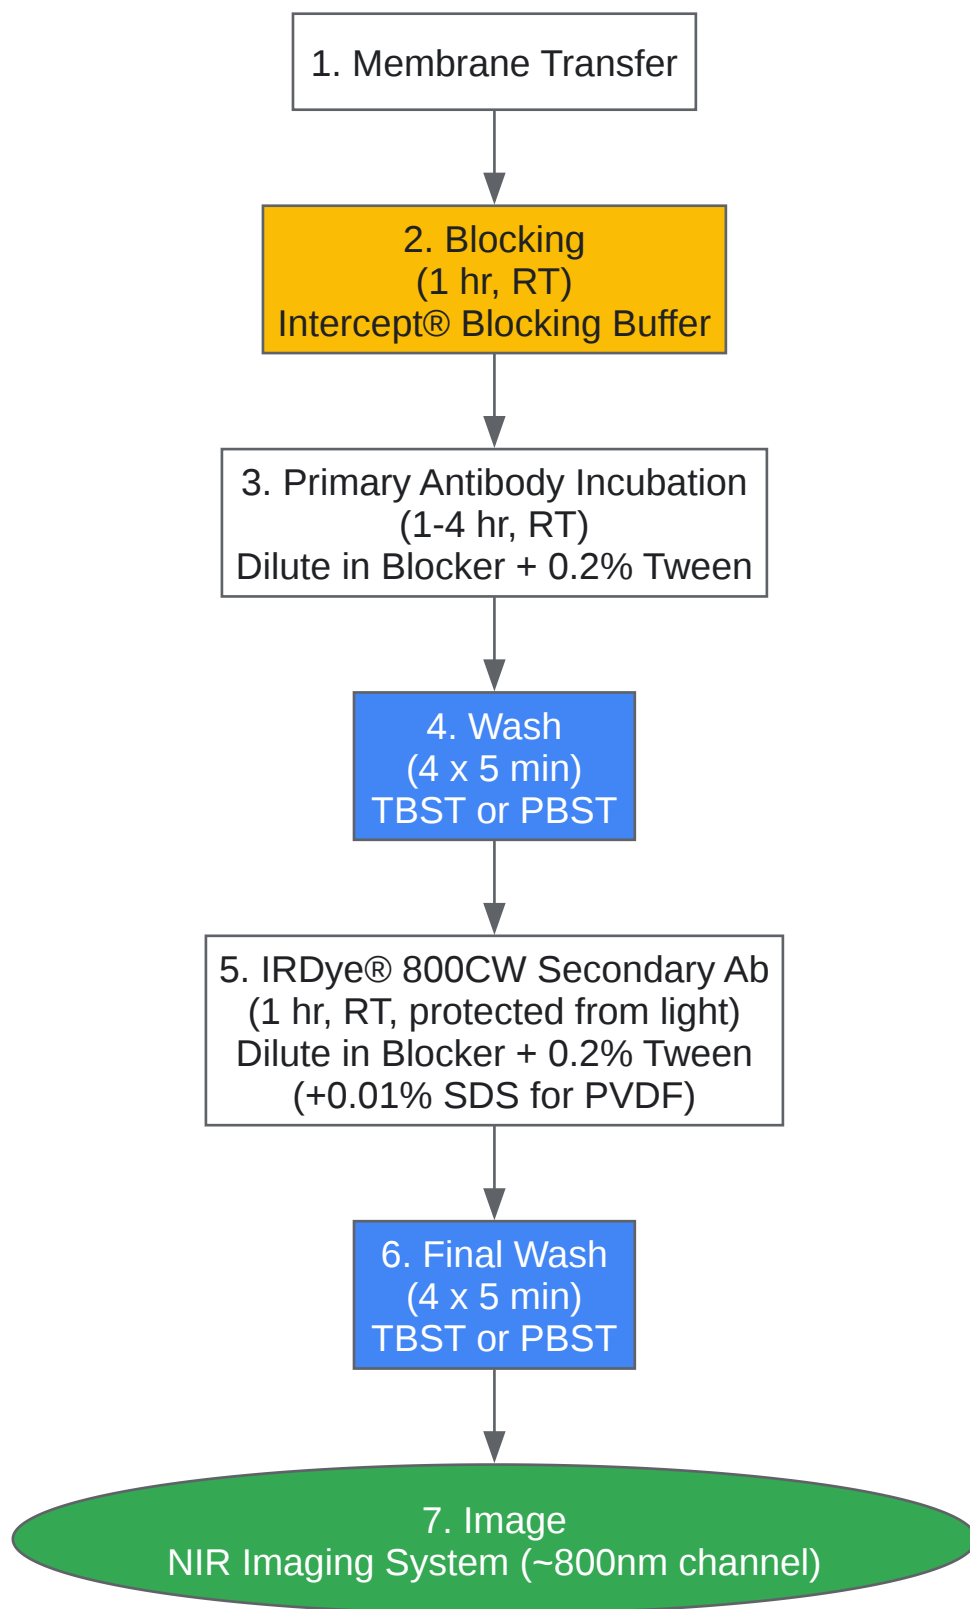 1. Membrane Transfer
2. Blocking
(1 hr, RT)
Intercept® Blocking Buffer
3. Primary Antibody Incubation
(1-4 hr, RT)
Dilute in Blocker + 0.2% Tween
4. Wash
(4 x 5 min)
TBST or PBST
5. IRDye® 800CW Secondary Ab
(1 hr, RT, protected from light)
Dilute in Blocker + 0.2% Tween
(+0.01% SDS for PVDF)
6. Final Wash
(4 x 5 min)
TBST or PBST
7. Image
NIR Imaging System (~800nm channel)